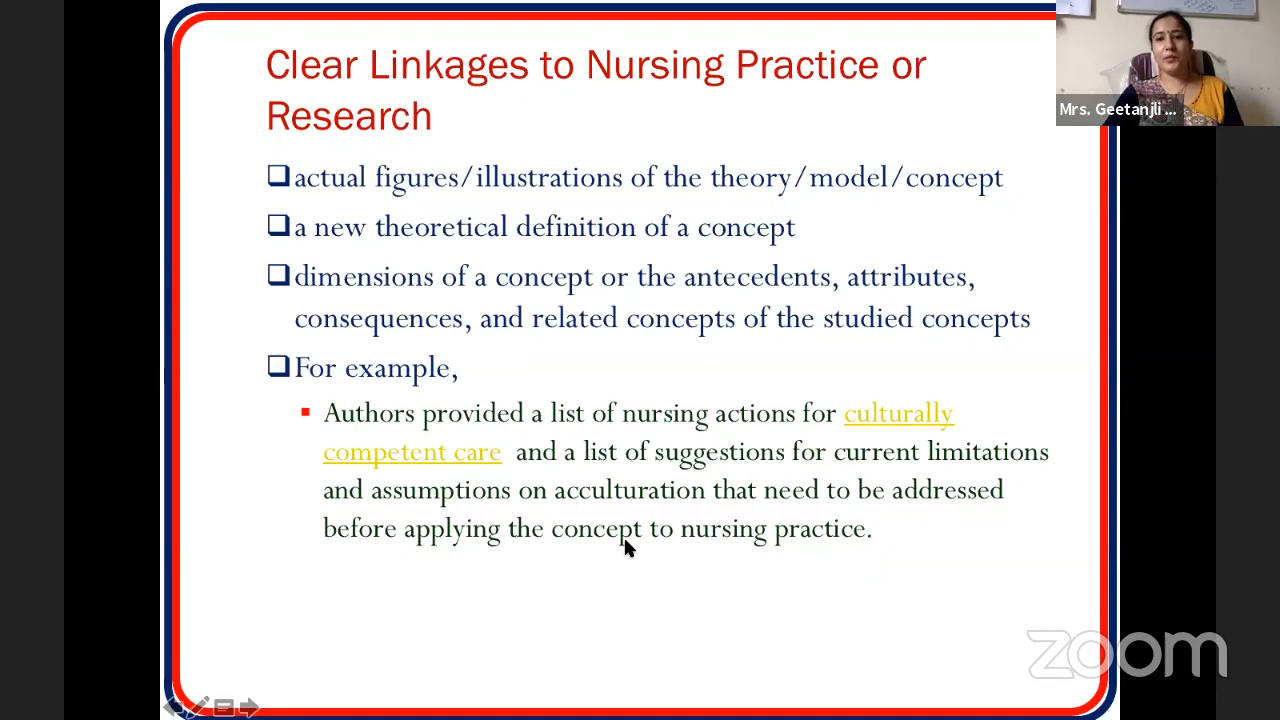 Clear Linkages to Nursing Practice or
Research
actual figures/illustrations of the theory/model/concept
a new theoretical definition of a concept
dimensions of a concept or the antecedents, attributes,
consequences, and related concepts of the studied concepts
For example,
Authors provided a list of nursing actions for culturally
competent care and a list of suggestions for current limitations
and assumptions on acculturation that need to be addressed
before applying the concept to nursing practice.
Mrs. Geetanjli ...
zoom